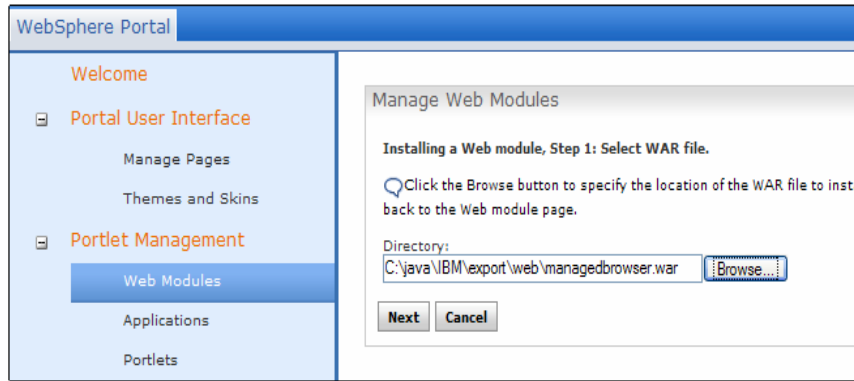 WebSphere Portal
Welcome
Portal User Interface
Manage Pages
Themes and Skins
Portlet Management
Web Modules
Applications
Portlets
Manage Web Modules
Installing a Web module, Step 1: Select WAR file.
Click the Browse button to specify the location of the WAR file to inst
back to the Web module page.
Directory:
C:\java\IBM\export\web\managedbrowser.war
Browse...
Next
Cancel